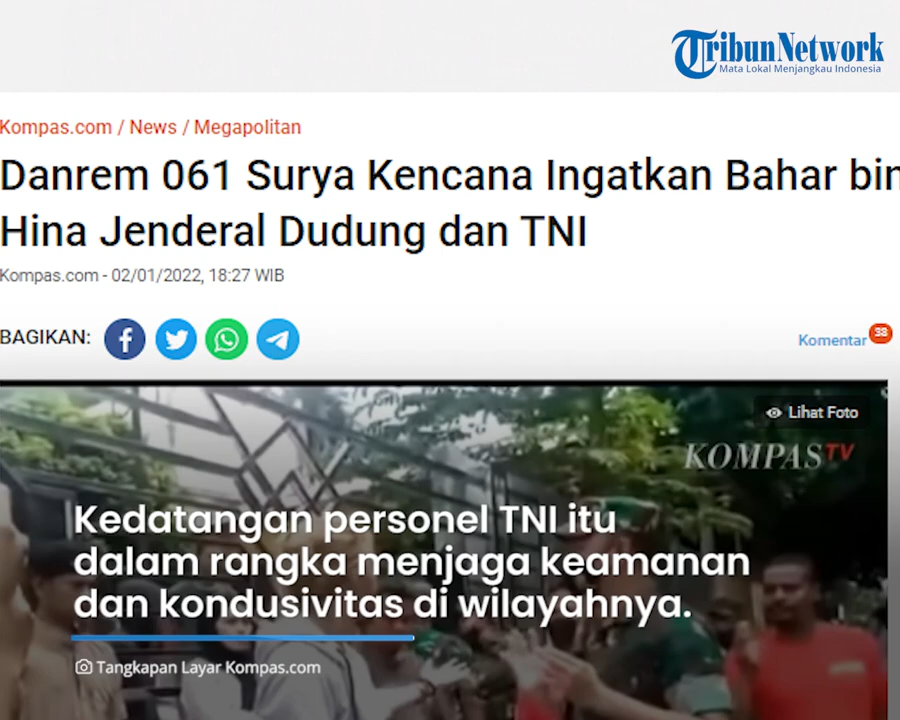 Tribun Network
Mata Lokal Menjangkau Indonesia
Kompas.com / News / Megapolitan
Danrem 061 Surya Kencana Ingatkan Bahar bin
Hina Jenderal Dudung dan TNI
Kompas.com - 02/01/2022, 18:27 WIB
BAGIKAN:
Komentar 38
Lihat Foto
KOMPASTV
Kedatangan personel TNI itu
dalam rangka menjaga keamanan
dan kondusivitas di wilayahnya.
Tangkapan Layar Kompas.com